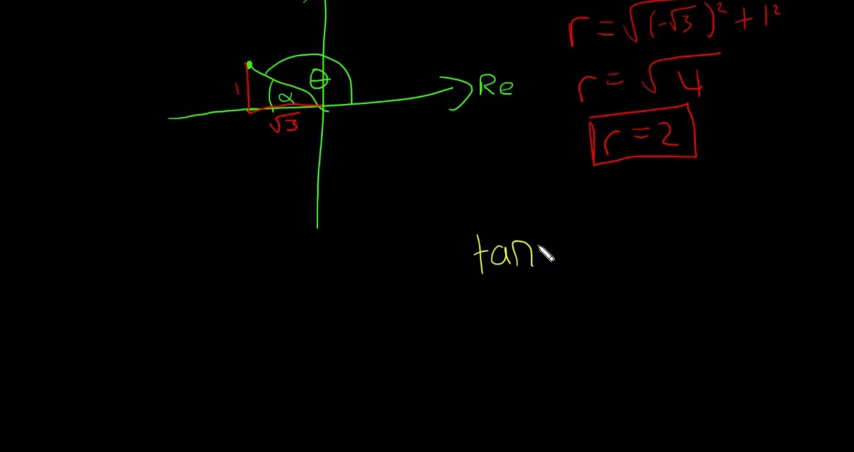 r = √(-√3)² + 1²
r = √4
r = 2
θ
1
α
√3
Re
tan